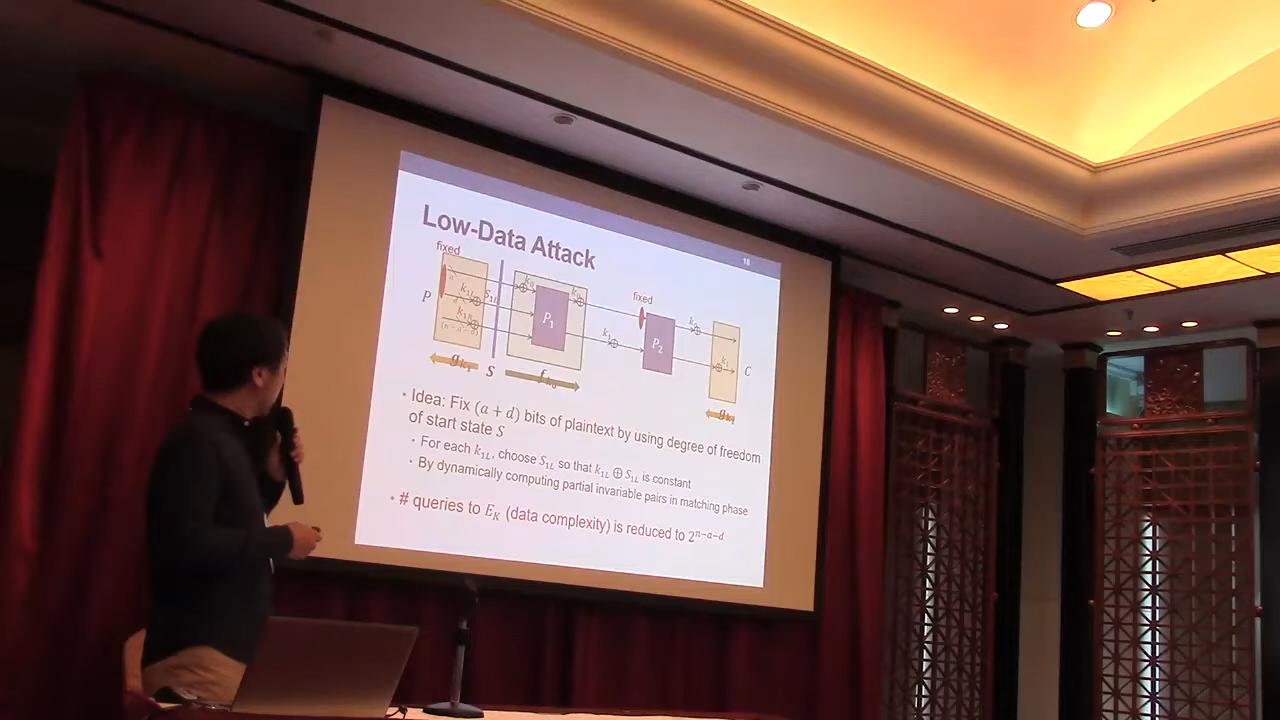 18
Low-Data Attack
fixed
fixed
P
P₁
P₂
C
S
• Idea: Fix (a + d) bits of plaintext by using degree of freedom
of start state S
• For each k₁L, choose S₁L so that k₁L ⊕ S₁L is constant
• By dynamically computing partial invariable pairs in matching phase
• # queries to E_K (data complexity) is reduced to 2ⁿ⁻ᵃ⁻ᵈ